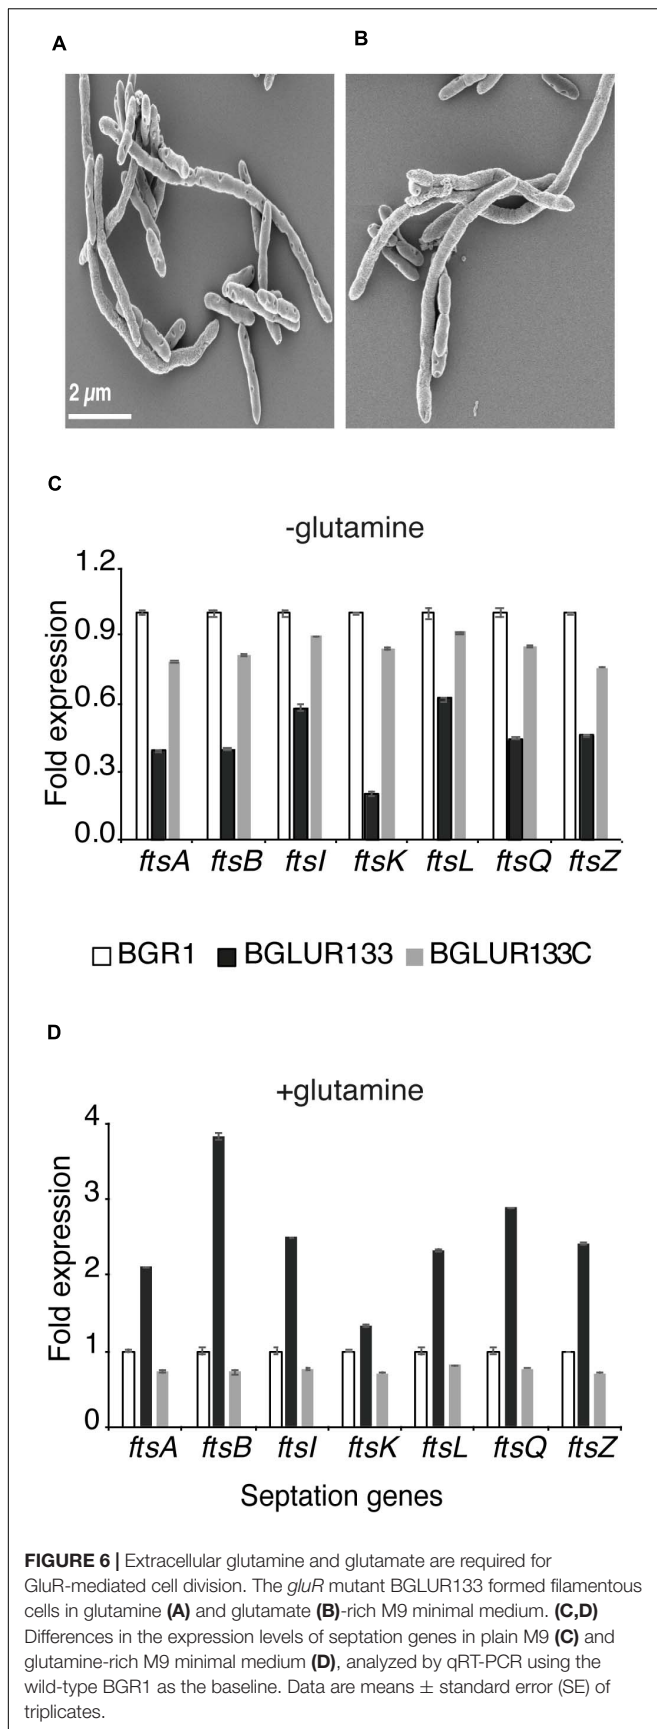 A
B
2 µm
C
-glutamine
1.2
0.9
0.6
0.3
0.0
Fold expression
ftsA ftsB ftsI ftsK ftsL ftsQ ftsZ
BGR1 BGLUR133 BGLUR133C
D
+glutamine
4
3
2
1
0
Fold expression
ftsA ftsB ftsI ftsK ftsL ftsQ ftsZ
Septation genes
FIGURE 6 | Extracellular glutamine and glutamate are required for
GluR-mediated cell division. The gluR mutant BGLUR133 formed filamentous
cells in glutamine (A) and glutamate (B)-rich M9 minimal medium. (C,D)
Differences in the expression levels of septation genes in plain M9 (C) and
glutamine-rich M9 minimal medium (D), analyzed by qRT-PCR using the
wild-type BGR1 as the baseline. Data are means ± standard error (SE) of
triplicates.